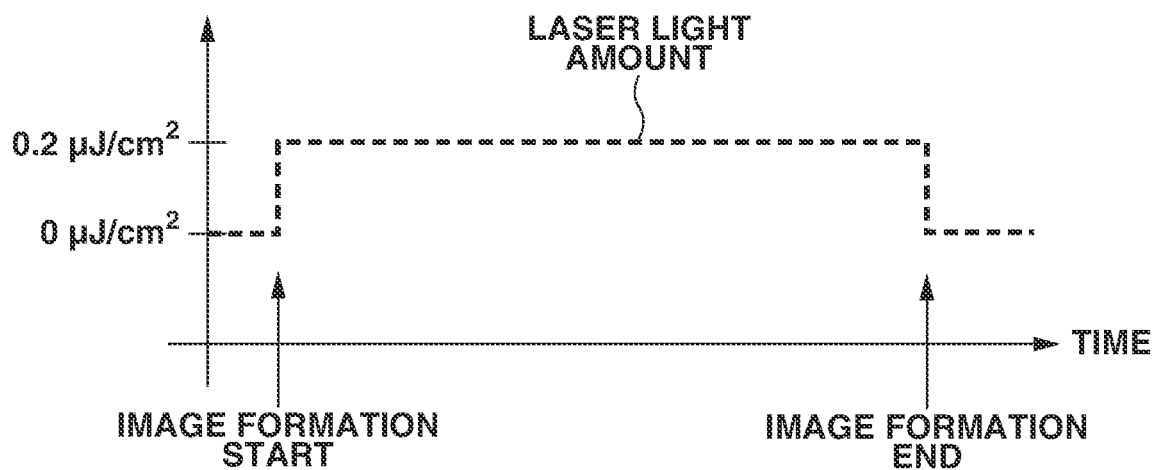 LASER LIGHT
AMOUNT
0.2 µJ/cm²
0 µJ/cm²
TIME
IMAGE FORMATION
START
IMAGE FORMATION
END